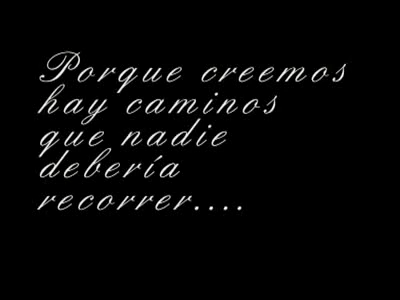 Porque creemos
hay caminos
que nadie
debería
recorrer....